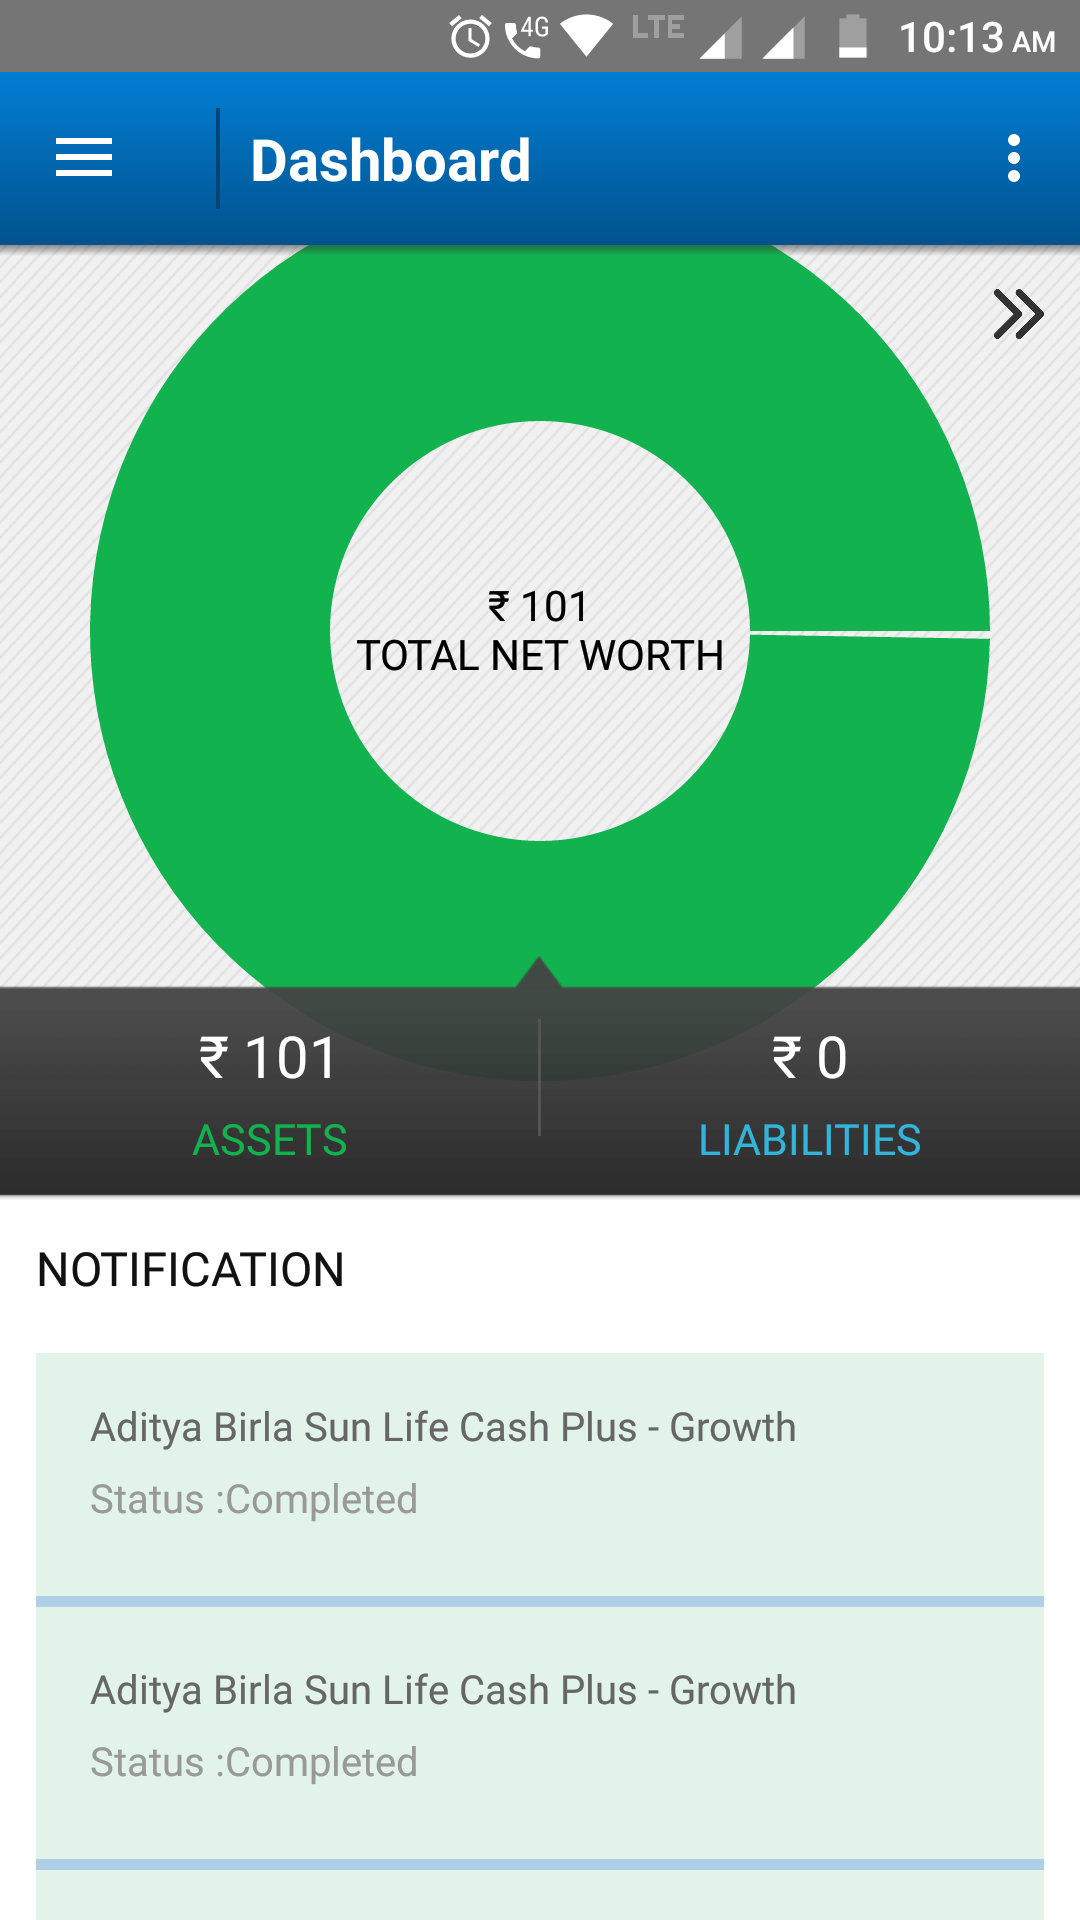 4G LTE 10:13 AM
Dashboard
₹ 101
TOTAL NET WORTH
₹ 101 ₹ 0
ASSETS LIABILITIES
NOTIFICATION
Aditya Birla Sun Life Cash Plus - Growth
Status :Completed
Aditya Birla Sun Life Cash Plus - Growth
Status :Completed